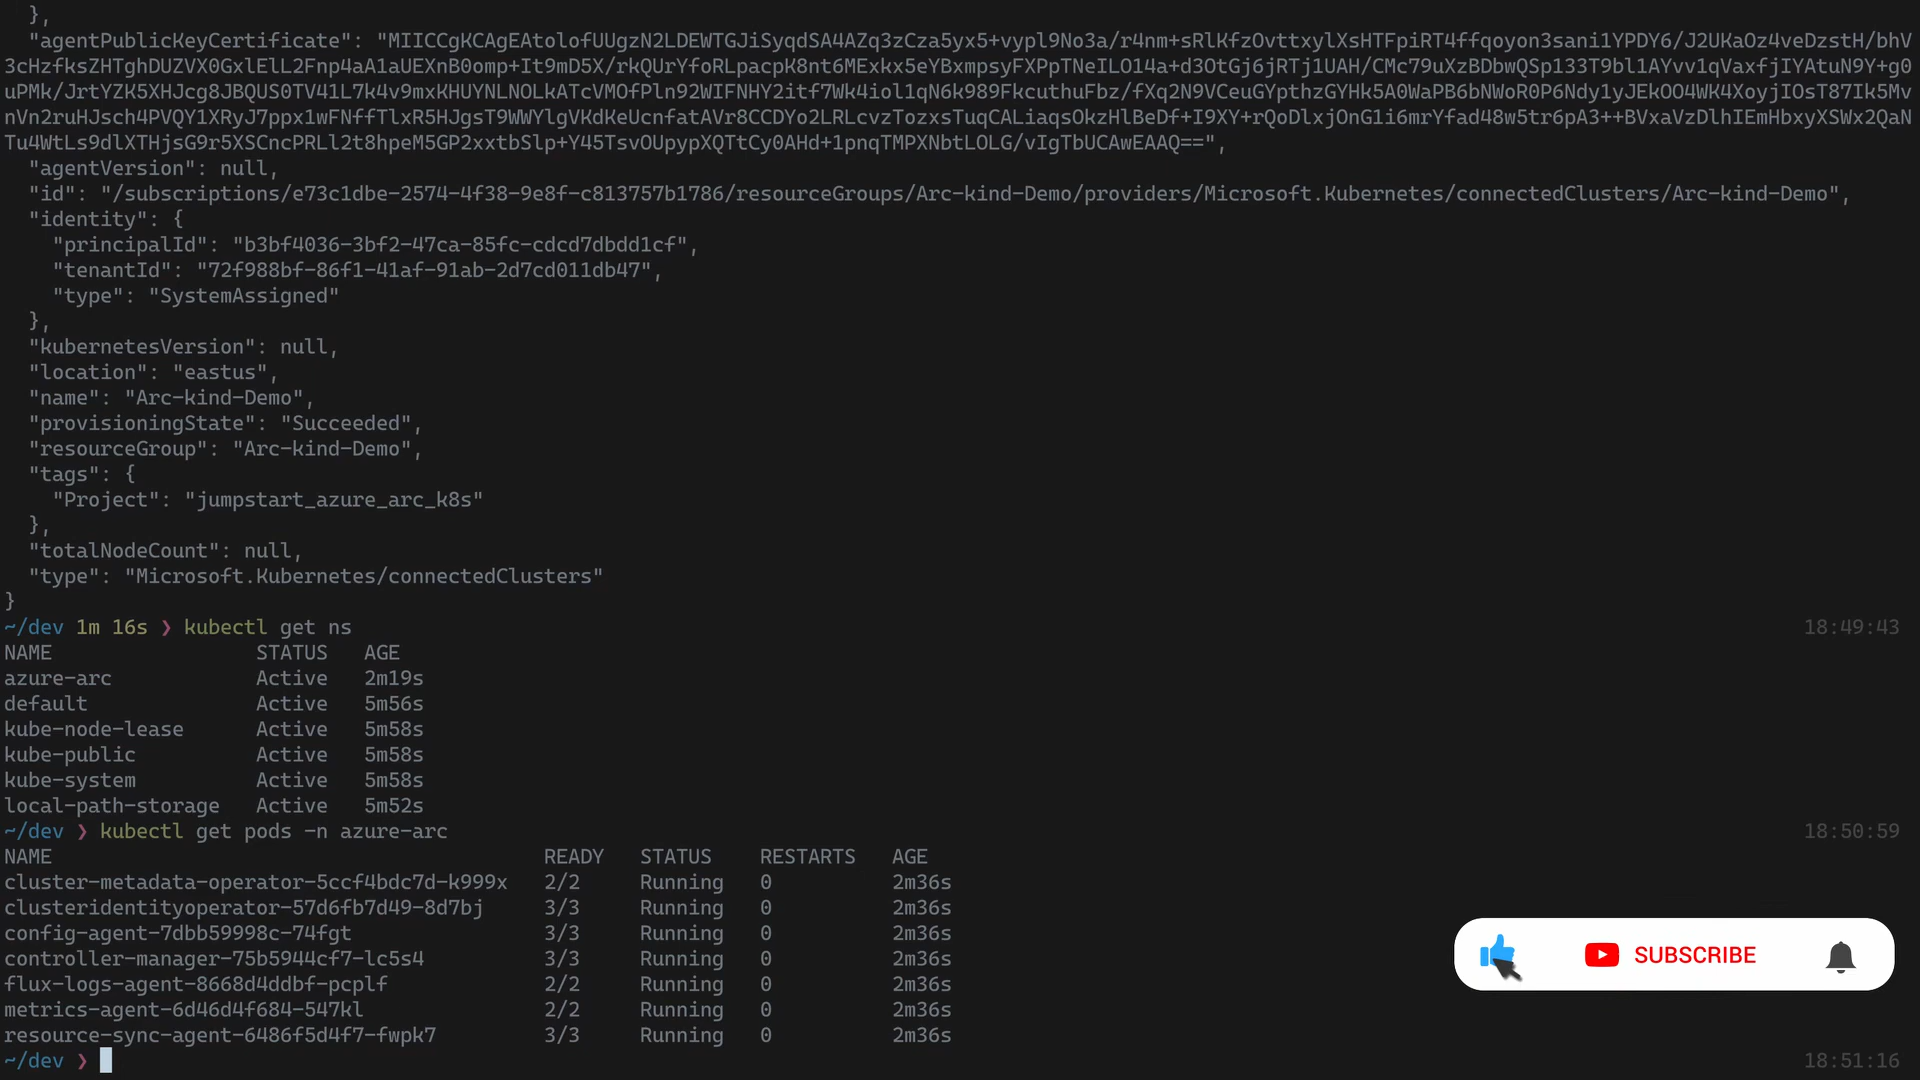 },
"agentPublicKeyCertificate": "MIICCgKCAgEAtolofUUgzN2LDEWTGJiSyqdSA4AZq3zCza5yx5+vypl9No3a/r4nm+sRlKfzOvttxylXsHTFpiRT4ffqoyon3sani1YPDY6/J2UKaOz4veDzstH/bhV
3cHzfksZHTghDUZVX0GxlElL2Fnp4aA1aUEXnB0omp+It9mD5X/rkQUrYfoRLpacpK8nt6MExkx5eYBxmpsyFXPpTNeILO14a+d3OtGj6jRTj1UAH/CMc79uXzBDbwQSp133T9bl1AYvv1qVaxfjIYAtuN9Y+g0
uPMk/JrtYZK5XHJcg8JBQUS0TV41L7k4v9mxKHUYNLNOLkATcVMOfPln92WIFNHY2itf7Wk4iol1qN6k989FkcuthuFbz/fXq2N9VCeuGYpthzGYHk5A0WaPB6bNWoR0P6Ndy1yJEkOO4WK4XoyjIOsT87Ik5Mv
nVn2ruHJsch4PVQY1XRyJ7ppx1wFNffTlxR5HJgsT9WWYlgVKdKeUcnfatAVr8CCDYo2LRLcvzTozxsTuqCALiaqsOkzHlBeDf+I9XY+rQoDlxjOnG1i6mrYfad48w5tr6pA3++BVxaVzDlhIEmHbxyXSWx2QaN
Tu4WtLs9dlXTHjsG9r5XSCncPRLl2t8hpeM5GP2xxtbSlp+Y45TsvOUpypXQTtCy0AHd+1pnqTMPXNbtLOLG/vIgTbUCAwEAAQ==",
"agentVersion": null,
"id": "/subscriptions/e73c1dbe-2574-4f38-9e8f-c813757b1786/resourceGroups/Arc-kind-Demo/providers/Microsoft.Kubernetes/connectedClusters/Arc-kind-Demo",
"identity": {
"principalId": "b3bf4036-3bf2-47ca-85fc-cdcd7dbdd1cf",
"tenantId": "72f988bf-86f1-41af-91ab-2d7cd011db47",
"type": "SystemAssigned"
},
"kubernetesVersion": null,
"location": "eastus",
"name": "Arc-kind-Demo",
"provisioningState": "Succeeded",
"resourceGroup": "Arc-kind-Demo",
"tags": {
"Project": "jumpstart_azure_arc_k8s"
},
"totalNodeCount": null,
"type": "Microsoft.Kubernetes/connectedClusters"
}
~/dev 1m 16s ❯ kubectl get ns 18:49:43
NAME STATUS AGE
azure-arc Active 2m19s
default Active 5m56s
kube-node-lease Active 5m58s
kube-public Active 5m58s
kube-system Active 5m58s
local-path-storage Active 5m52s
~/dev ❯ kubectl get pods -n azure-arc 18:50:59
NAME READY STATUS RESTARTS AGE
cluster-metadata-operator-5ccf4bdc7d-k999x 2/2 Running 0 2m36s
clusteridentityoperator-57d6fb7d49-8d7bj 3/3 Running 0 2m36s
config-agent-7dbb59998c-74fgt 3/3 Running 0 2m36s
controller-manager-75b5944cf7-lc5s4 3/3 Running 0 2m36s
flux-logs-agent-8668d4ddbf-pcplf 2/2 Running 0 2m36s
metrics-agent-6d46d4f684-547kl 2/2 Running 0 2m36s
resource-sync-agent-6486f5d4f7-fwpk7 3/3 Running 0 2m36s
~/dev ❯ 18:51:16
SUBSCRIBE